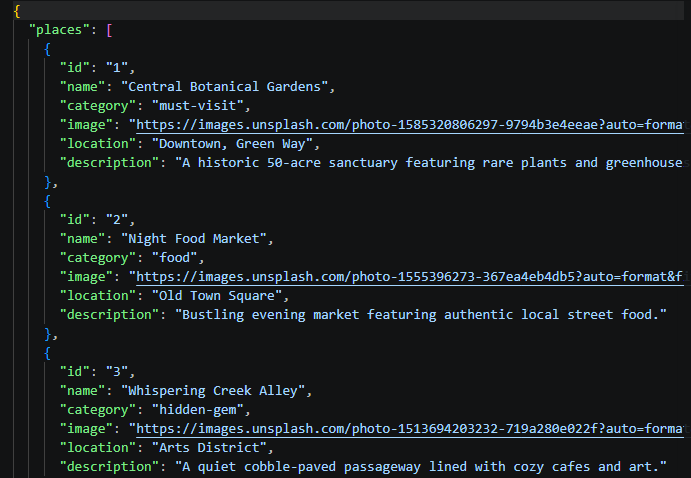 {
"places": [
{
"id": "1",
"name": "Central Botanical Gardens",
"category": "must-visit",
"image": "https://images.unsplash.com/photo-1585320806297-9794b3e4eeae?auto=forma
"location": "Downtown, Green Way",
"description": "A historic 50-acre sanctuary featuring rare plants and greenhouse
},
{
"id": "2",
"name": "Night Food Market",
"category": "food",
"image": "https://images.unsplash.com/photo-1555396273-367ea4eb4db5?auto=format&f
"location": "Old Town Square",
"description": "Bustling evening market featuring authentic local street food."
},
{
"id": "3",
"name": "Whispering Creek Alley",
"category": "hidden-gem",
"image": "https://images.unsplash.com/photo-1513694203232-719a280e022f?auto=forma
"location": "Arts District",
"description": "A quiet cobble-paved passageway lined with cozy cafes and art."